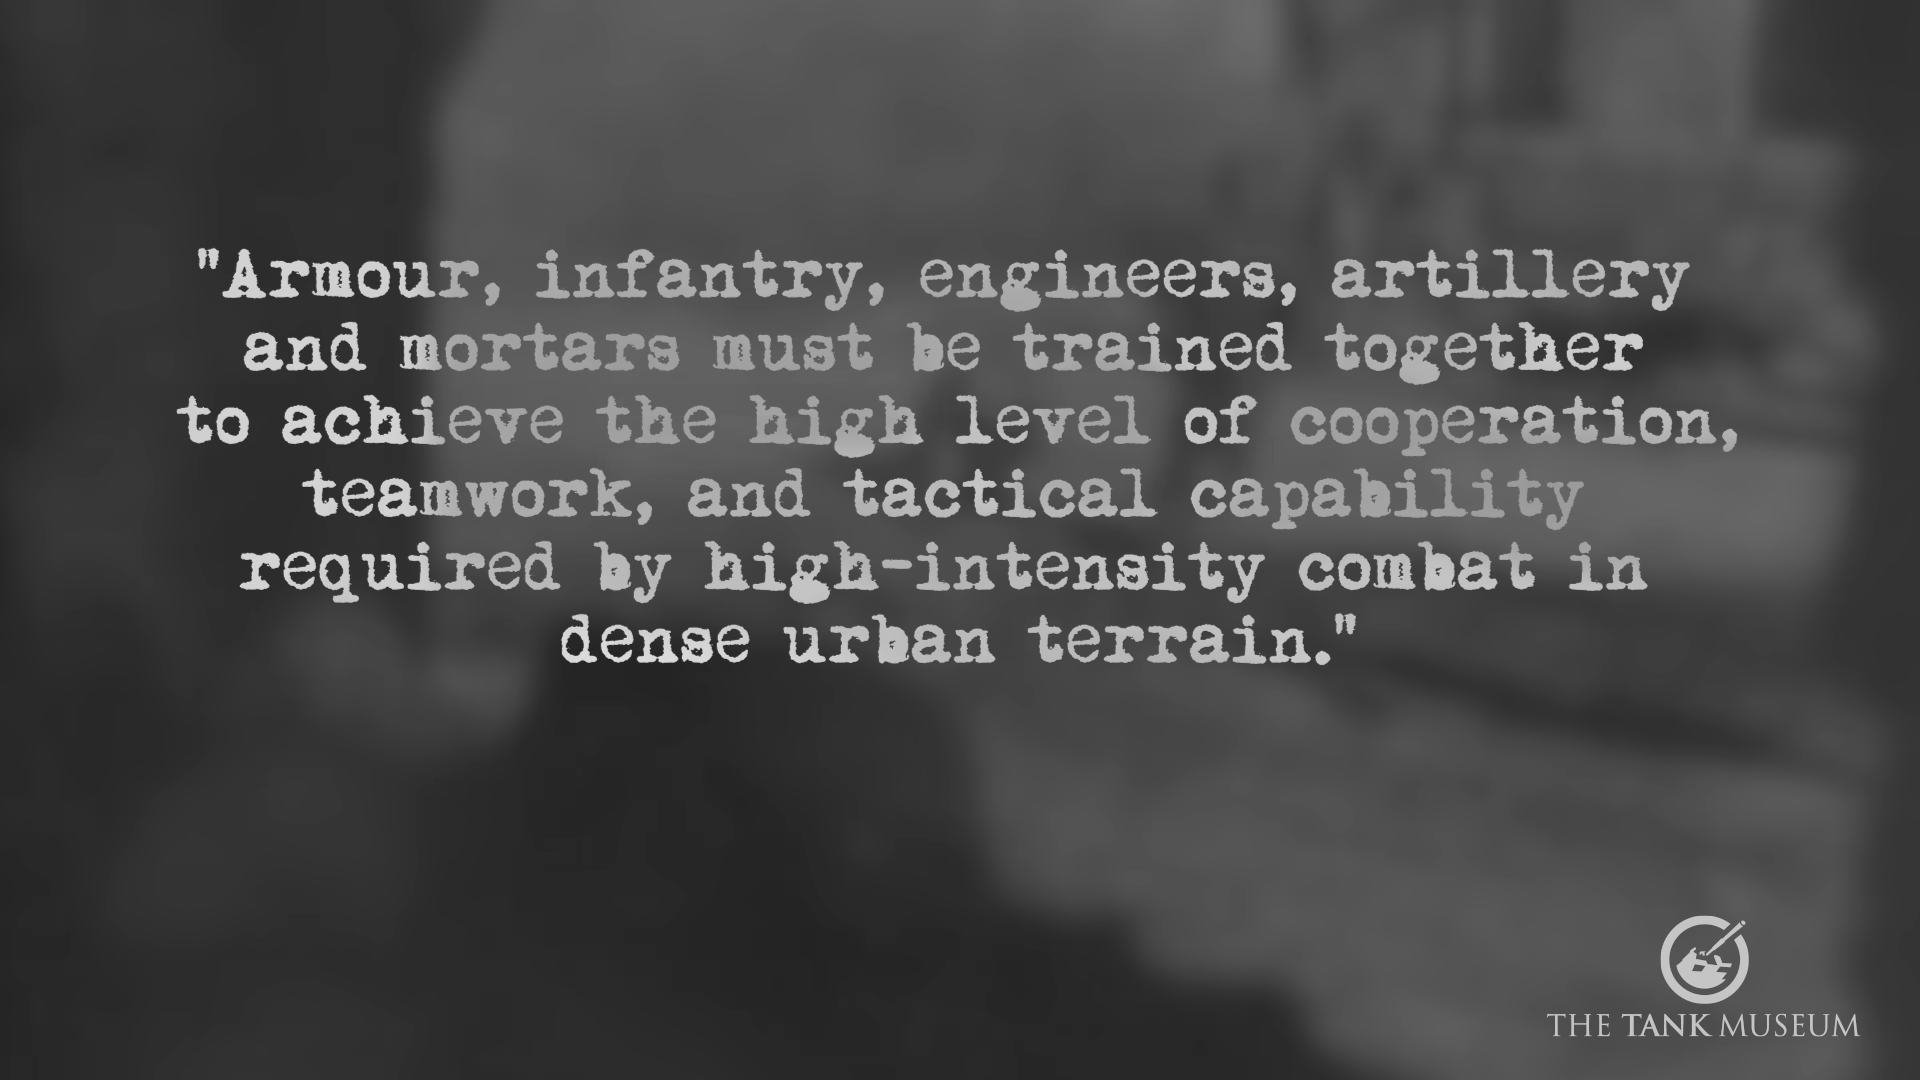 "Armour, infantry, engineers, artillery
and mortars must be trained together
to achieve the high level of cooperation,
teamwork, and tactical capability
required by high-intensity combat in
dense urban terrain."
THE TANK MUSEUM